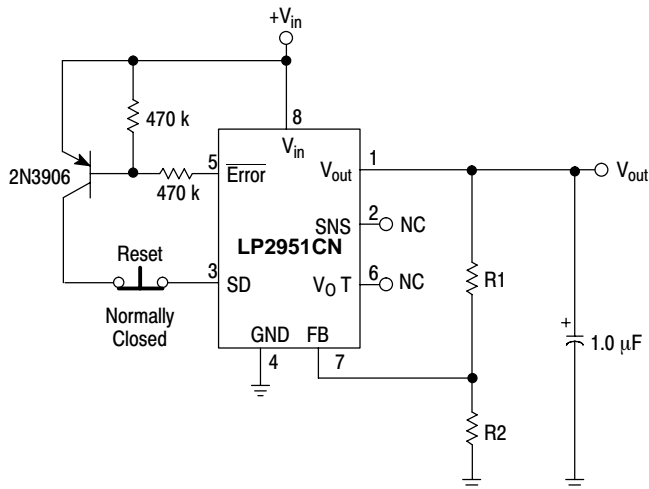 +Vin
470 k
8
Vin
2N3906
470 k
5
Error
Vout
1
Vout
SNS
2
NC
LP2951CN
Reset
3
SD
VO T
6
NC
R1
Normally
Closed
GND
FB
4
7
+
1.0 μF
R2